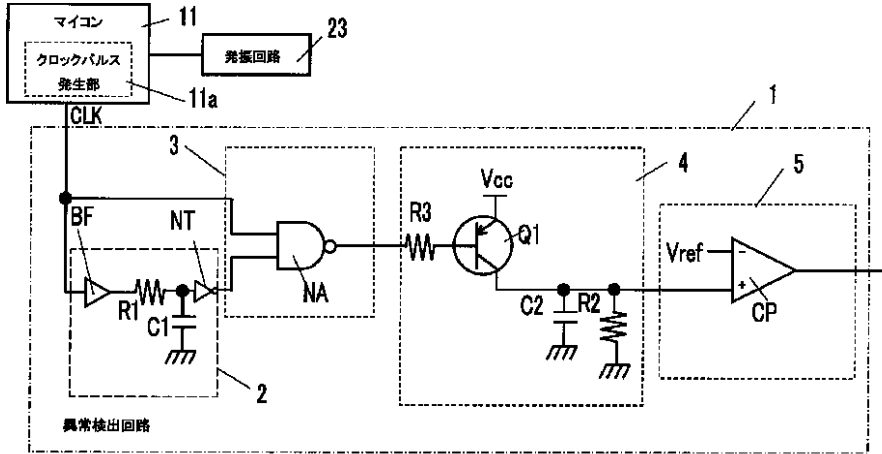 マイコン
11
23
クロックパルス
発生部
発振回路
11a
CLK
1
3
4
5
Vcc
BF
NT
R3
Q1
Vref
-
+
R1
C1
NA
C2
R2
CP
2
異常検出回路